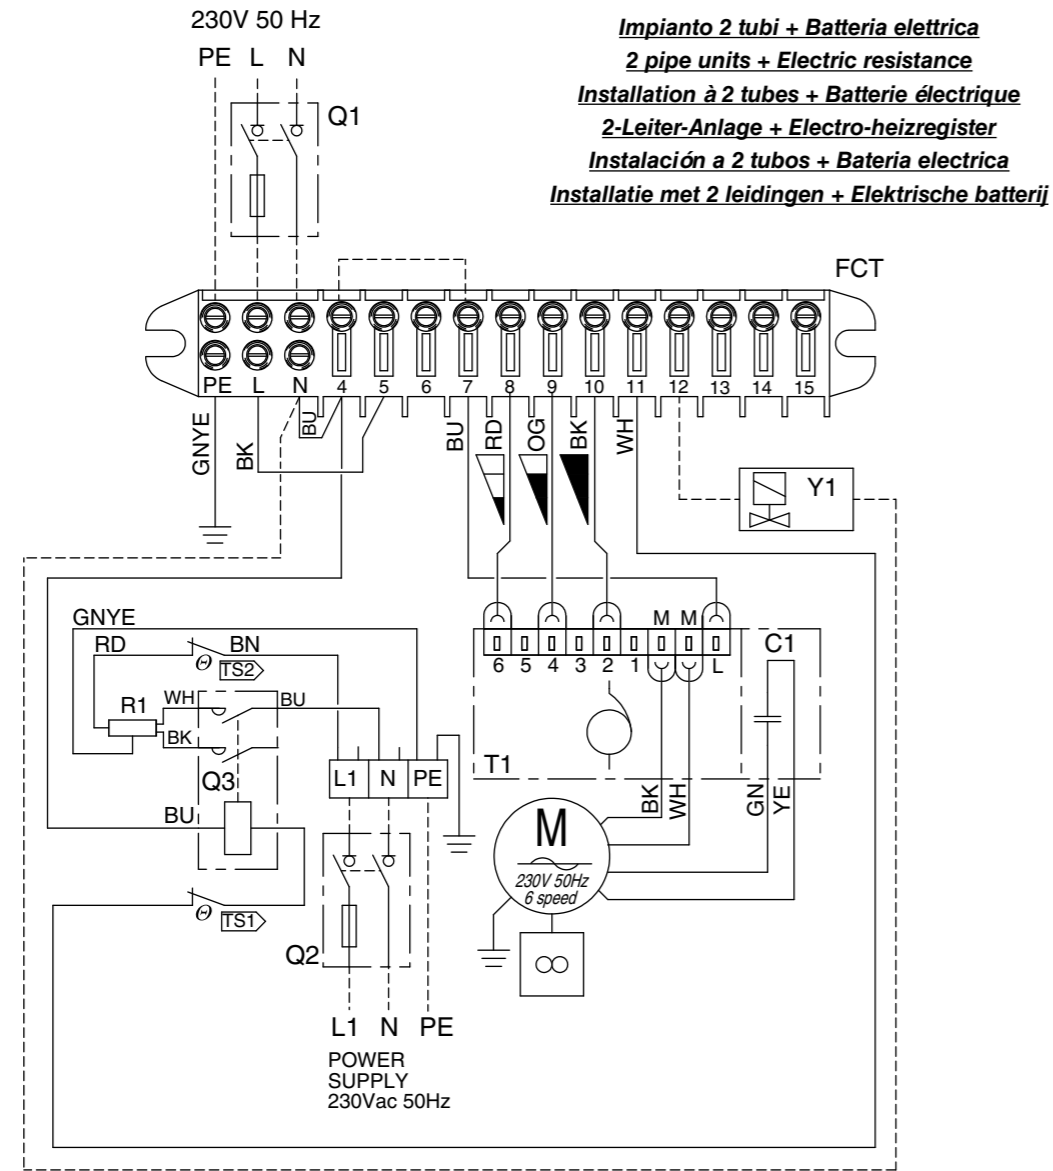 230V 50 Hz
PE L N
Q1
Impianto 2 tubi + Batteria elettrica
2 pipe units + Electric resistance
Installation à 2 tubes + Batterie électrique
2-Leiter-Anlage + Electro-heizregister
Instalación a 2 tubos + Bateria electrica
Installatie met 2 leidingen + Elektrische batterij
FCT
PE L N 4 5 6 7 8 9 10 11 12 13 14 15
GNYE
BK
BU
BU
RD
OG
BK
WH
Y1
GNYE
RD
BN
Θ TS2
R1
WH
BU
BK
Q3
BU
Θ TS1
L1 N PE
Q2
L1 N PE
POWER
SUPPLY
230Vac 50Hz
M M
6 5 4 3 2 1 L
C1
T1
BK
WH
GN
YE
M
230V 50Hz
6 speed